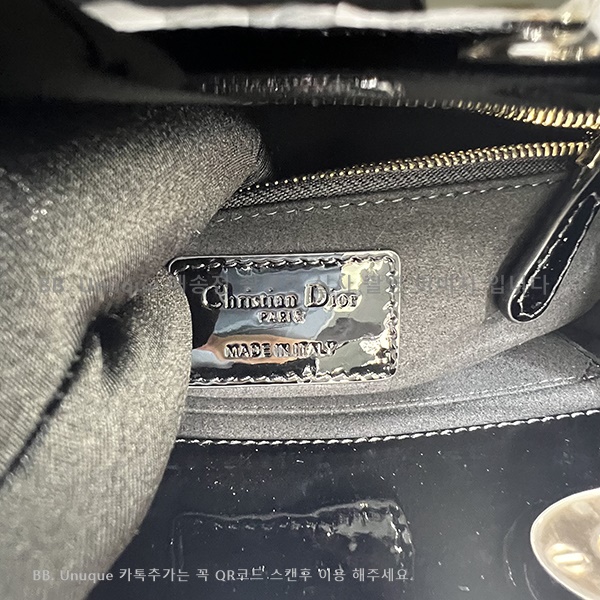 Christian Dior
PARIS
MADE IN ITALY
BB. Unuque 카톡추가는 꼭 QR코드 스캔후 이용 해주세요.